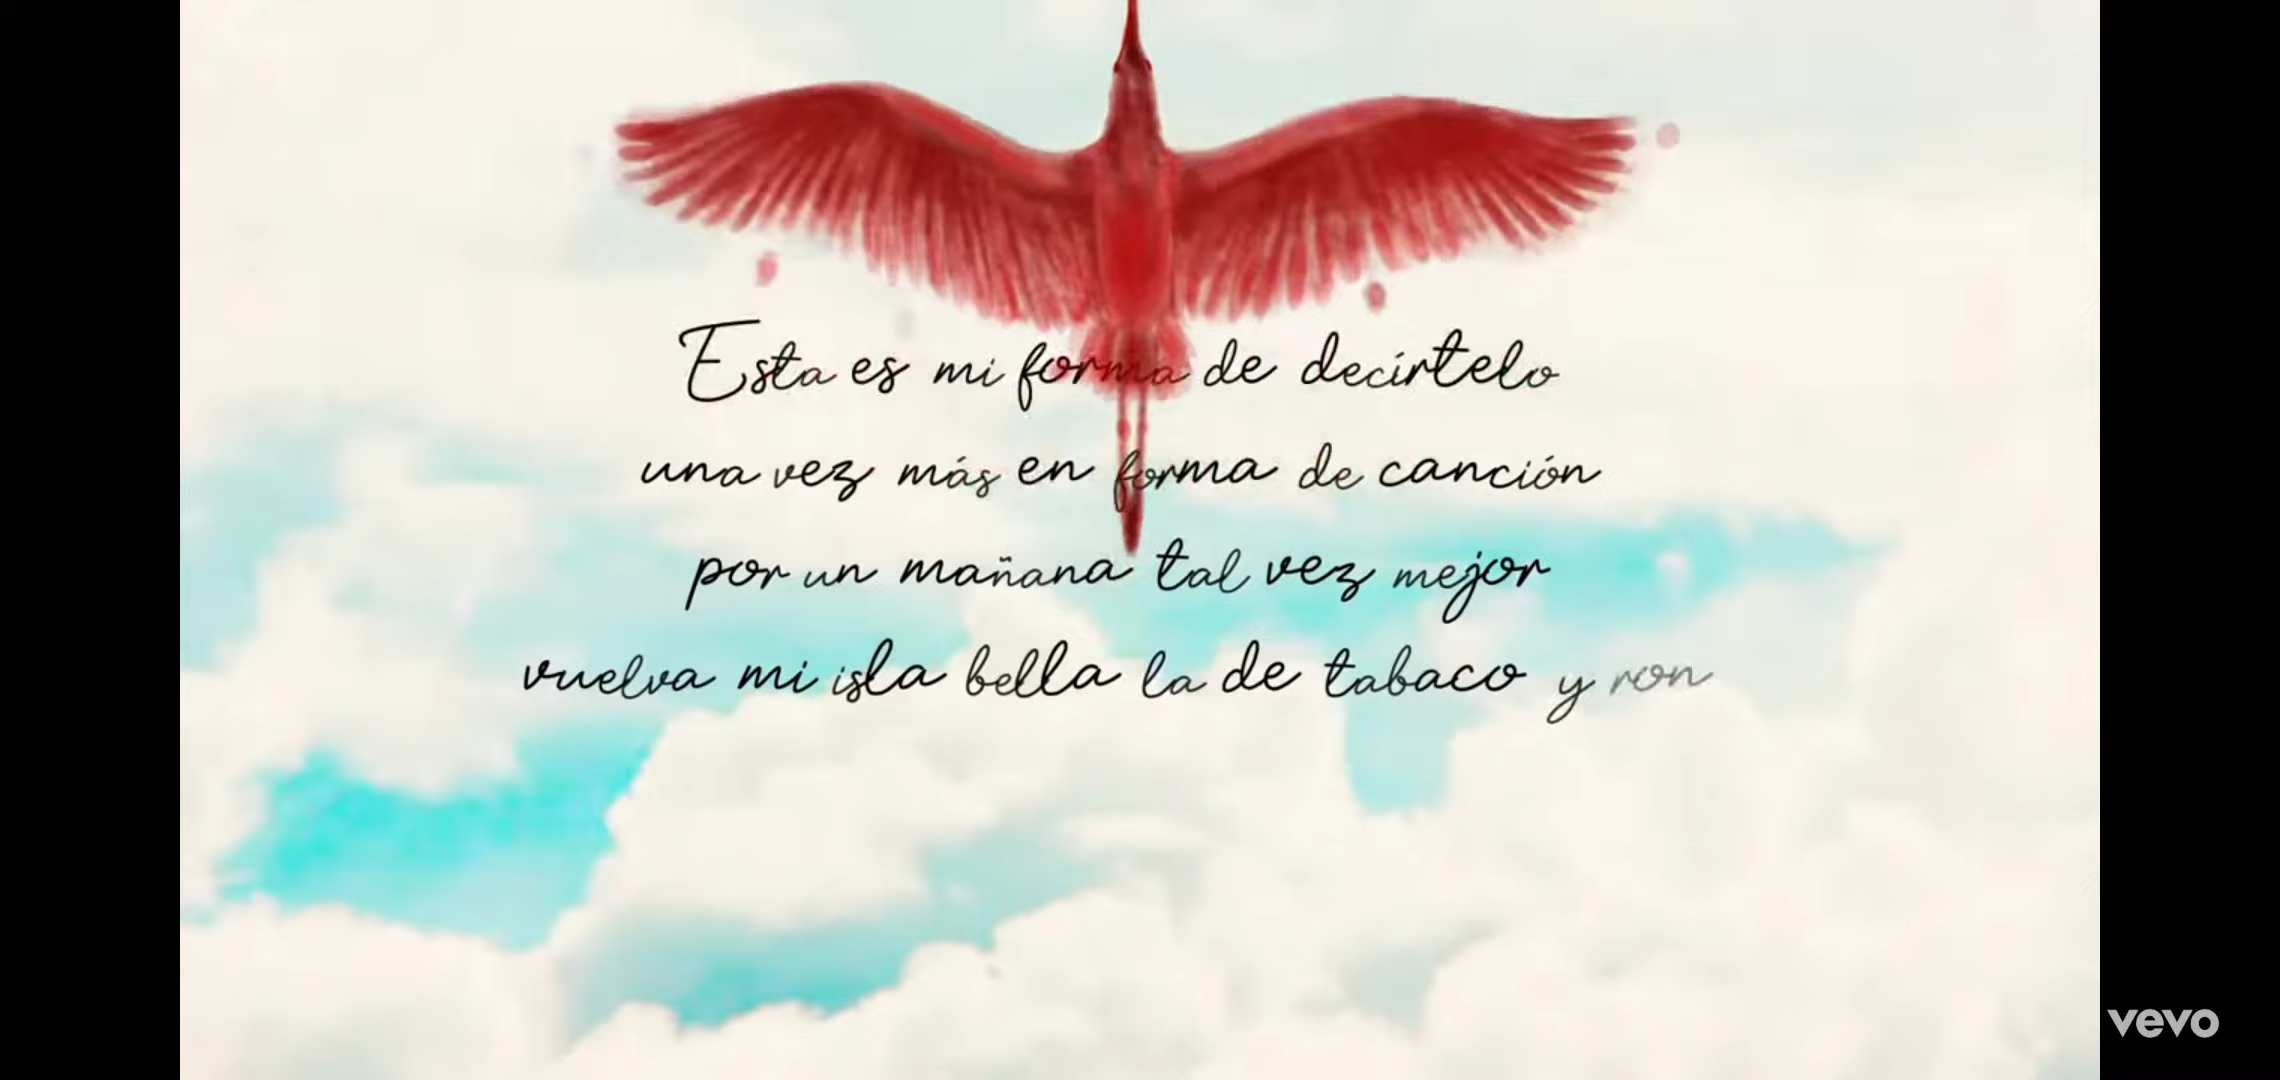 Esta es mi forma de decírtelo
una vez más en forma de canción
por un mañana tal vez mejor
vuelva mi isla bella la de tabaco y ron
vevo